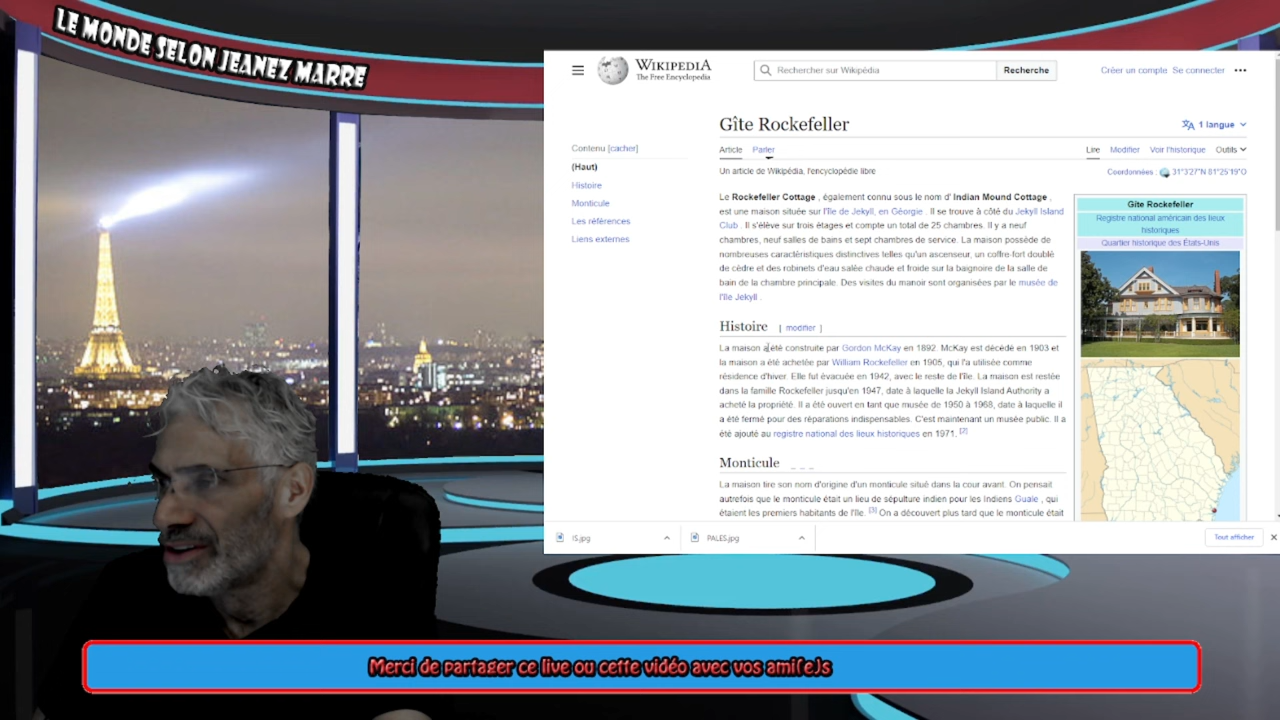 LE MONDE SELON JEANEZ MARRE
WIKIPEDIA
The Free Encyclopedia
Rechercher sur Wikipédia
Recherche
Créer un compte Se connecter
Gîte Rockefeller
1 langue
Contenu [cacher]
(Haut)
Histoire
Monticule
Les références
Liens externes
Article Parler
Lire Modifier Voir l'historique Outils
Un article de Wikipédia, l'encyclopédie libre
Coordonnées : 31°3′27″N 81°25′19″O
Le Rockefeller Cottage , également connu sous le nom d' Indian Mound Cottage ,
est une maison située sur l'île de Jekyll, en Géorgie . Il se trouve à côté du Jekyll Island
Club . Il s'élève sur trois étages et compte un total de 25 chambres. Il y a neuf
chambres, neuf salles de bains et sept chambres de service. La maison possède de
nombreuses caractéristiques distinctives telles qu'un ascenseur, un coffre-fort doublé
de cèdre et des robinets d'eau salée chaude et froide sur la baignoire de la salle de
bain de la chambre principale. Des visites du manoir sont organisées par le musée de
l'île Jekyll .
Histoire [ modifier ]
La maison a été construite par Gordon McKay en 1892. McKay est décédé en 1903 et
la maison a été achetée par William Rockefeller en 1905, qui l'a utilisée comme
résidence d'hiver. Elle fut évacuée en 1942, avec le reste de l'île. La maison est restée
dans la famille Rockefeller jusqu'en 1947, date à laquelle la Jekyll Island Authority a
acheté la propriété. Il a été ouvert en tant que musée de 1950 à 1968, date à laquelle il
a été fermé pour des réparations indispensables. C'est maintenant un musée public. Il a
été ajouté au registre national des lieux historiques en 1971. [2]
Monticule
La maison tire son nom d'origine d'un monticule situé dans la cour avant. On pensait
autrefois que le monticule était un lieu de sépulture indien pour les Indiens Guale , qui
étaient les premiers habitants de l'île. [3] On a découvert plus tard que le monticule était
Gîte Rockefeller
Registre national américain des lieux
historiques
Quartier historique des États-Unis
IS.jpg
PALES.jpg
Tout afficher
Merci de partager ce live ou cette vidéo avec vos ami(e)s